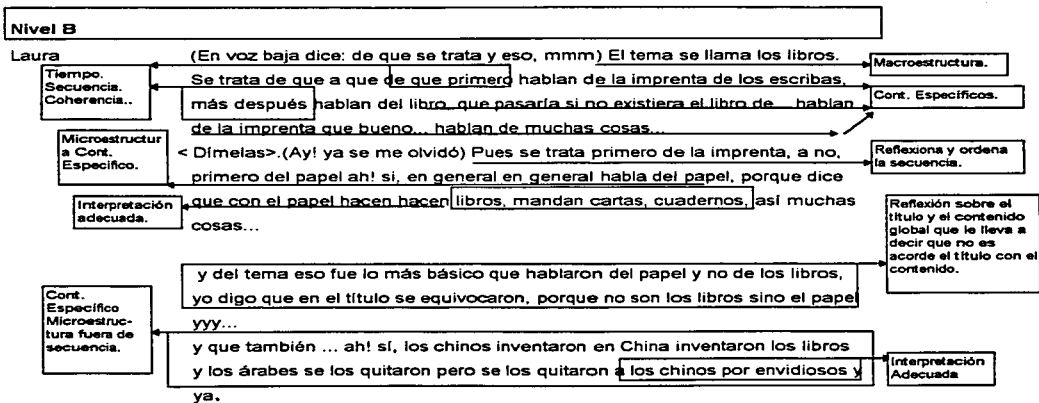 Nivel B
Laura
(En voz baja dice: de que se trata y eso, mmm) El tema se llama los libros.
Macroestructura.
Tiempo.
Secuencia.
Coherencia..
Se trata de que a que de que primero hablan de la imprenta de los escribas,
más después hablan del libro, que pasaría si no existiera el libro de... hablan
Cont. Específicos.
de la imprenta que bueno... hablan de muchas cosas...
Microestructur
a Cont.
Específico.
< Dímelas>.(Ay! ya se me olvidó) Pues se trata primero de la imprenta, a no,
Reflexiona y ordena
la secuencia.
primero del papel ah! si, en general en general habla del papel, porque dice
Interpretación
adecuada.
que con el papel hacen hacen libros, mandan cartas, cuadernos, así muchas
cosas...
Reflexión sobre el
título y el contenido
global que le lleva a
decir que no es
acorde el título con el
contenido.
y del tema eso fue lo más básico que hablaron del papel y no de los libros,
yo digo que en el título se equivocaron, porque no son los libros sino el papel
yyy...
Cont.
Específico
Microestruc-
tura fuera de
secuencia.
y que también ... ah! sí, los chinos inventaron en China inventaron los libros
y los árabes se los quitaron pero se los quitaron a los chinos por envidiosos y
ya.
Interpretación
Adecuada